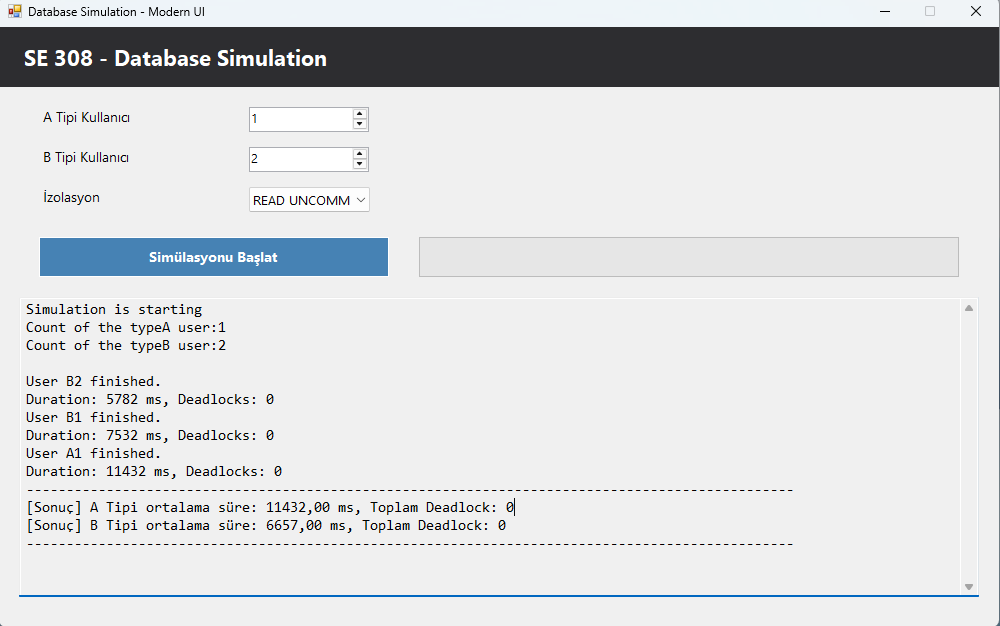 Database Simulation - Modern UI
SE 308 - Database Simulation
A Tipi Kullanıcı
1
B Tipi Kullanıcı
2
İzolasyon
READ UNCOMM
Simülasyonu Başlat
Simulation is starting
Count of the typeA user:1
Count of the typeB user:2
User B2 finished.
Duration: 5782 ms, Deadlocks: 0
User B1 finished.
Duration: 7532 ms, Deadlocks: 0
User A1 finished.
Duration: 11432 ms, Deadlocks: 0
-----------------------------------------------------------------------------------------------
[Sonuç] A Tipi ortalama süre: 11432,00 ms, Toplam Deadlock: 0
[Sonuç] B Tipi ortalama süre: 6657,00 ms, Toplam Deadlock: 0
-----------------------------------------------------------------------------------------------